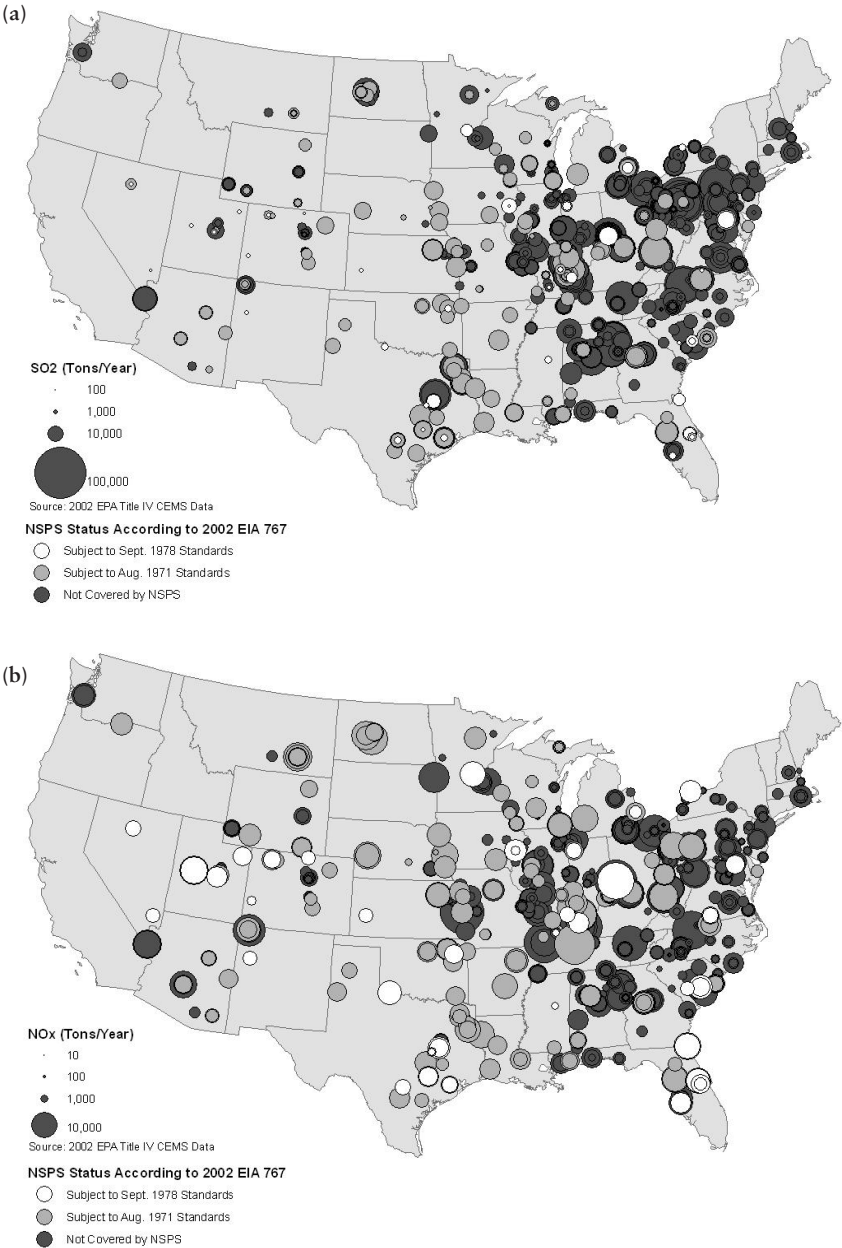 (a)
SO2 (Tons/Year)
100
1,000
10,000
100,000
Source: 2002 EPA Title IV CEMS Data
NSPS Status According to 2002 EIA 767
Subject to Sept. 1978 Standards
Subject to Aug. 1971 Standards
Not Covered by NSPS
(b)
NOx (Tons/Year)
10
100
1,000
10,000
Source: 2002 EPA Title IV CEMS Data
NSPS Status According to 2002 EIA 767
Subject to Sept. 1978 Standards
Subject to Aug. 1971 Standards
Not Covered by NSPS